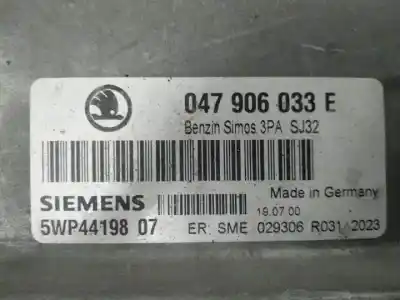 047 906 033 E
Benzin Simos 3PA SJ32
Made in Germany
SIEMENS
19.07.00
5WP44198 07 ER: SME 029306 R031 2023